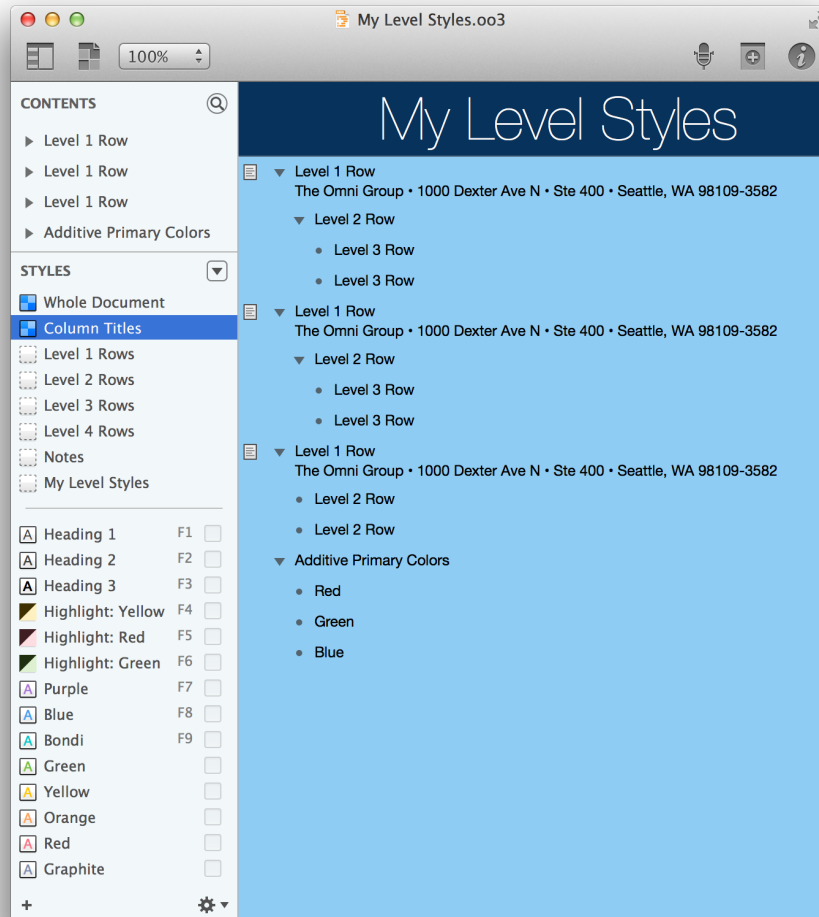 My Level Styles.oo3
100%
CONTENTS
Level 1 Row
Level 1 Row
Level 1 Row
Additive Primary Colors
STYLES
Whole Document
Column Titles
Level 1 Rows
Level 2 Rows
Level 3 Rows
Level 4 Rows
Notes
My Level Styles
A Heading 1 F1
A Heading 2 F2
A Heading 3 F3
Highlight: Yellow F4
Highlight: Red F5
Highlight: Green F6
A Purple F7
A Blue F8
A Bondi F9
A Green
A Yellow
A Orange
A Red
A Graphite
My Level Styles
Level 1 Row
The Omni Group • 1000 Dexter Ave N • Ste 400 • Seattle, WA 98109-3582
Level 2 Row
• Level 3 Row
• Level 3 Row
Level 1 Row
The Omni Group • 1000 Dexter Ave N • Ste 400 • Seattle, WA 98109-3582
Level 2 Row
• Level 3 Row
• Level 3 Row
Level 1 Row
The Omni Group • 1000 Dexter Ave N • Ste 400 • Seattle, WA 98109-3582
• Level 2 Row
• Level 2 Row
Additive Primary Colors
• Red
• Green
• Blue